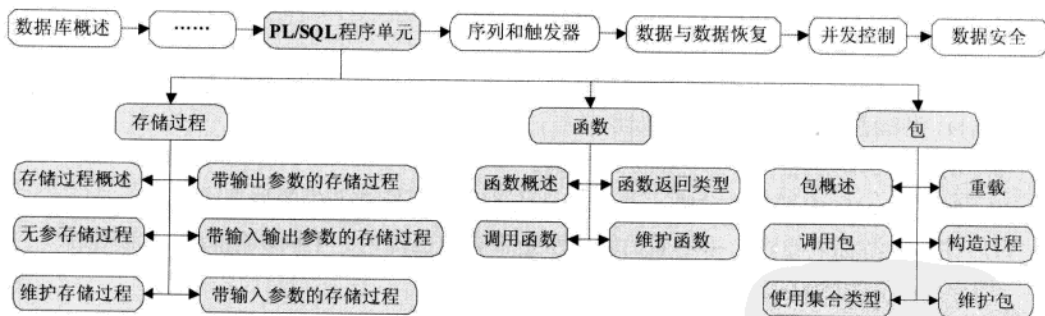 数据库概述 …… PL/SQL程序单元 序列和触发器 数据与数据恢复 并发控制 数据安全
存储过程 函数 包
存储过程概述 带输出参数的存储过程 函数概述 函数返回类型 包概述 重载
无参存储过程 带输入输出参数的存储过程 调用函数 维护函数 调用包 构造过程
维护存储过程 带输入参数的存储过程 使用集合类型 维护包